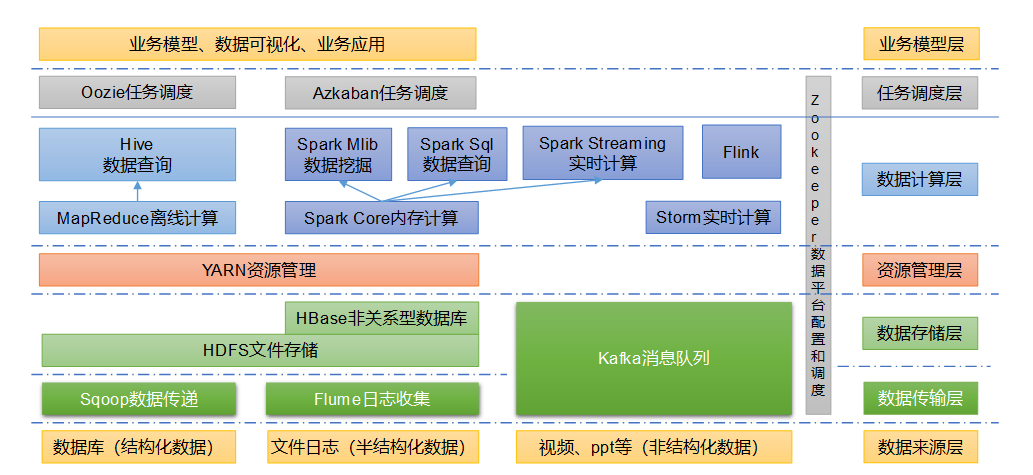 业务模型、数据可视化、业务应用
业务模型层
Oozie任务调度
Azkaban任务调度
任务调度层
Hive
数据查询
Spark Mlib
数据挖掘
Spark Sql
数据查询
Spark Streaming
实时计算
Flink
数据计算层
MapReduce离线计算
Spark Core内存计算
Storm实时计算
Zookeeper数据平台配置和调度
YARN资源管理
资源管理层
HBase非关系型数据库
HDFS文件存储
Kafka消息队列
数据存储层
Sqoop数据传递
Flume日志收集
数据传输层
数据库（结构化数据）
文件日志（半结构化数据）
视频、ppt等（非结构化数据）
数据来源层